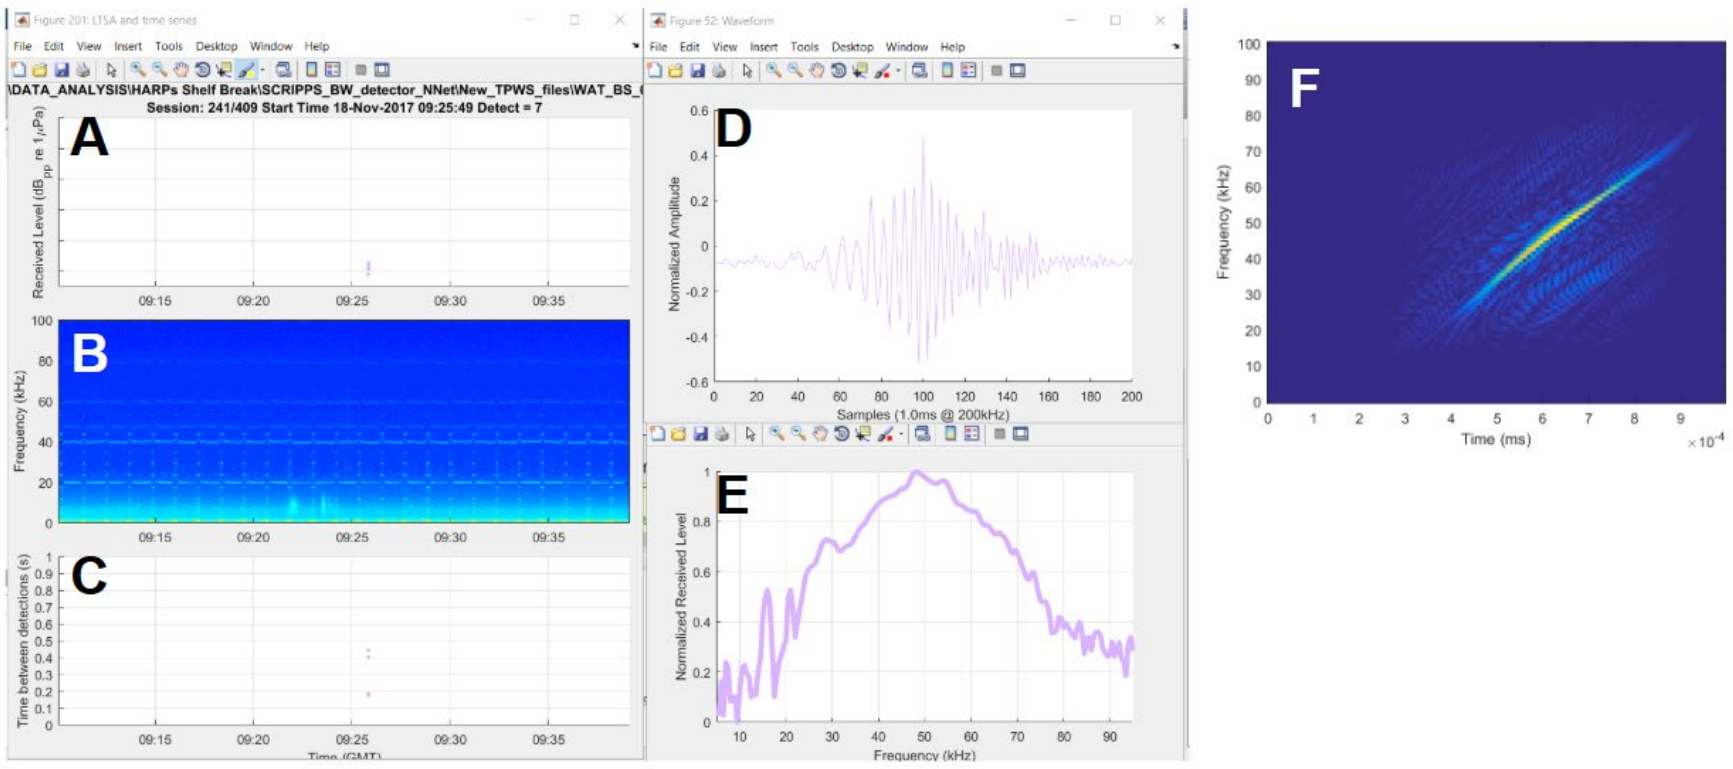 Figure 201: LTSA and time series
File Edit View Insert Tools Desktop Window Help
\DATA_ANALYSIS\HARPs Shelf Break\SCRIPPS_BW_detector_NNet\New_TPWS_files\WAT_BS_
Session: 241/409 Start Time 18-Nov-2017 09:25:49 Detect = 7
A
Received Level (dBpp re 1μPa)
09:15 09:20 09:25 09:30 09:35
B
Frequency (kHz)
100
80
60
40
20
0
09:15 09:20 09:25 09:30 09:35
C
Time between detections (s)
1
0.9
0.8
0.7
0.6
0.5
0.4
0.3
0.2
0.1
0
09:15 09:20 09:25 09:30 09:35
Time (GMT)
Figure 52: Waveform
File Edit View Insert Tools Desktop Window Help
D
Normalized Amplitude
0.6
0.4
0.2
0
-0.2
-0.4
-0.6
0 20 40 60 80 100 120 140 160 180 200
Samples (1.0ms @ 200kHz)
E
Normalized Received Level
1
0.8
0.6
0.4
0.2
0
10 20 30 40 50 60 70 80 90
Frequency (kHz)
F
Frequency (kHz)
100
90
80
70
60
50
40
30
20
10
0
0 1 2 3 4 5 6 7 8 9
Time (ms)
×10-4